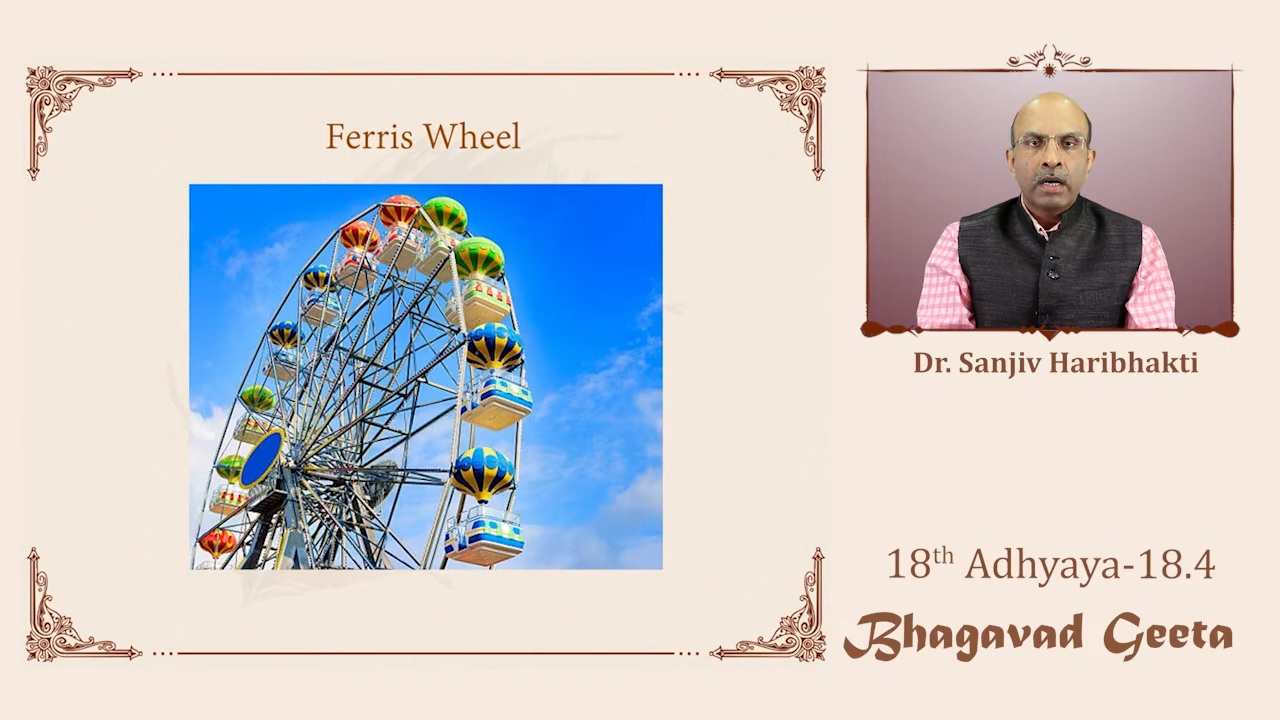 Ferris Wheel
Dr. Sanjiv Haribhakti
18th Adhyaya-18.4
Bhagavad Geeta